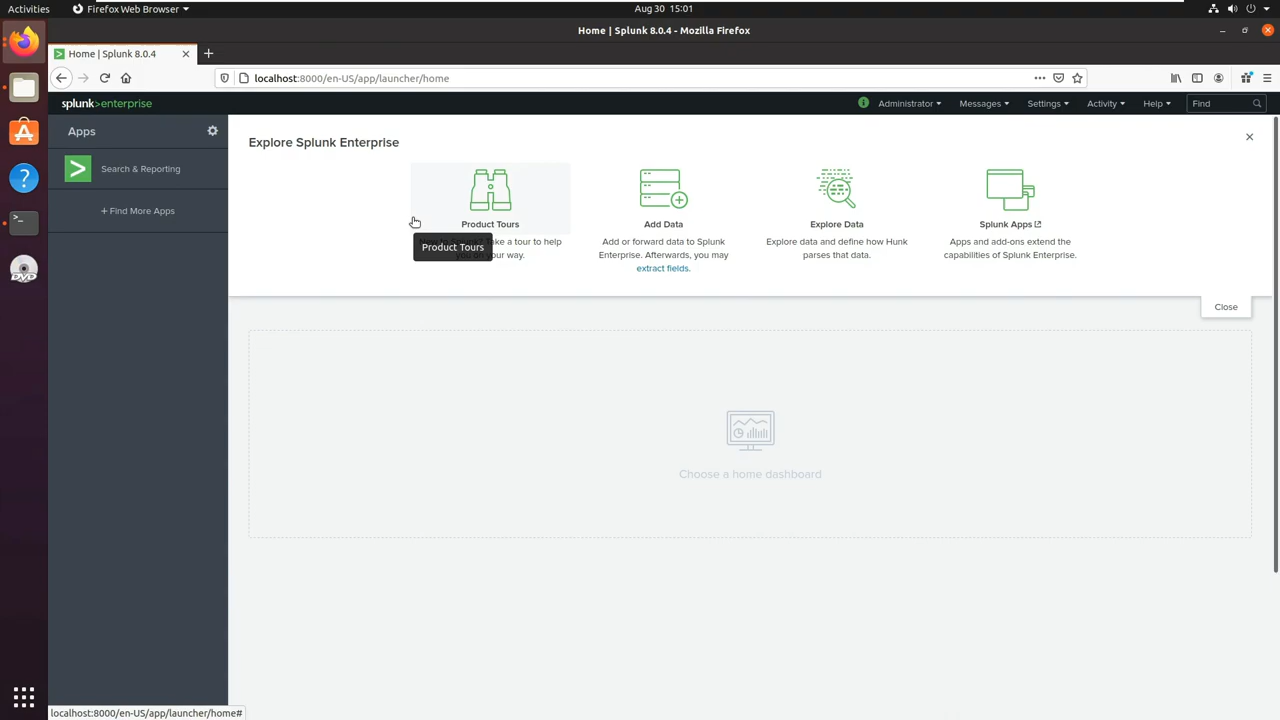 Activities
Firefox Web Browser
Aug 30 15:01
Home | Splunk 8.0.4 - Mozilla Firefox
Home | Splunk 8.0.4
localhost:8000/en-US/app/launcher/home
splunk>enterprise
Administrator
Messages
Settings
Activity
Help
Find
Apps
Search & Reporting
+ Find More Apps
Explore Splunk Enterprise
Product Tours
take a tour to help
your way.
Product Tours
Add Data
Add or forward data to Splunk
Enterprise. Afterwards, you may
extract fields.
Explore Data
Explore data and define how Hunk
parses that data.
Splunk Apps
Apps and add-ons extend the
capabilities of Splunk Enterprise.
Close
Choose a home dashboard
DVD
localhost:8000/en-US/app/launcher/home#